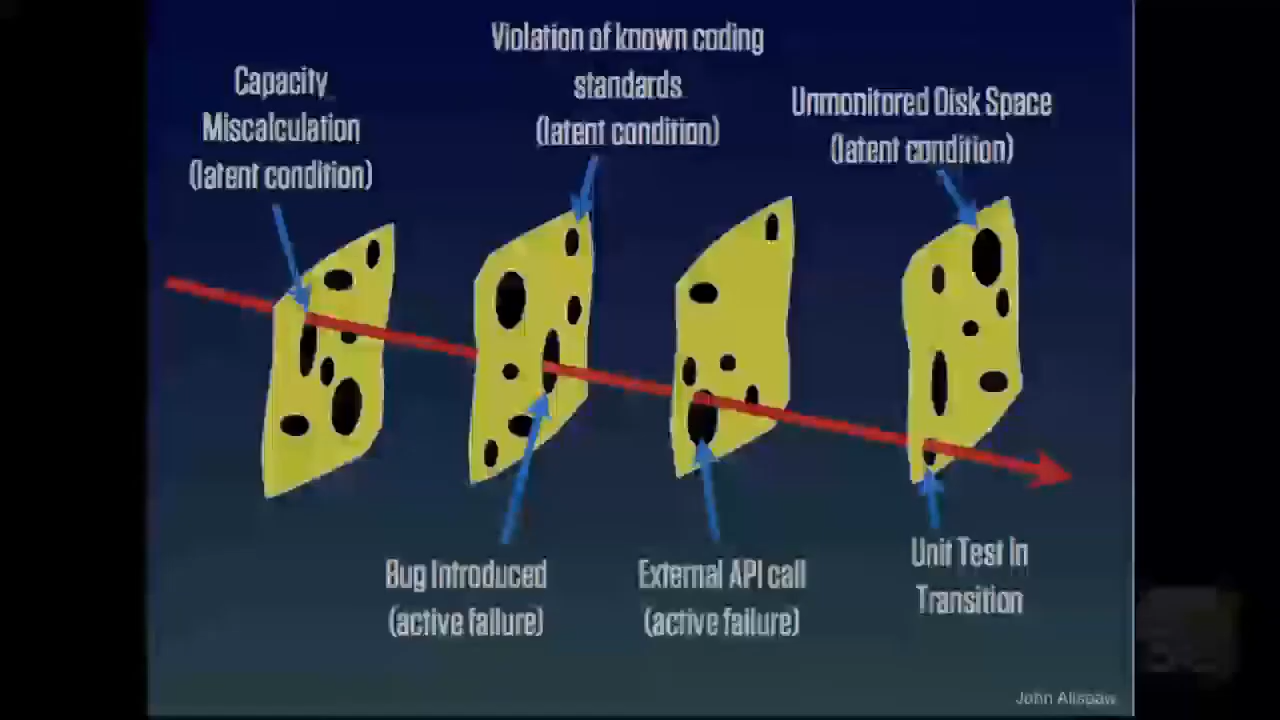 Violation of known coding
standards
(latent condition)
Capacity
Miscalculation
(latent condition)
Unmonitored Disk Space
(latent condition)
Bug Introduced
(active failure)
External API call
(active failure)
Unit Test in
Transition
John Allspaw